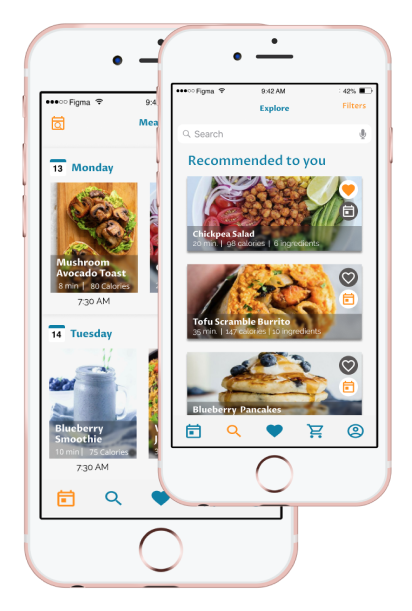 ●●●○○ Figma
9:4
Mea
13 Monday
Mushroom
Avocado Toast
8 min | 80 Calories
7:30 AM
14 Tuesday
Blueberry
Smoothie
10 min | 75 Calories
7:30 AM
●●●○○ Figma 9:42 AM 42%
Explore Filters
Search
Recommended to you
Chickpea Salad
20 min. | 98 calories | 6 ingredients
Tofu Scramble Burrito
35 min. | 147 calories | 10 ingredients
Blueberry Pancakes